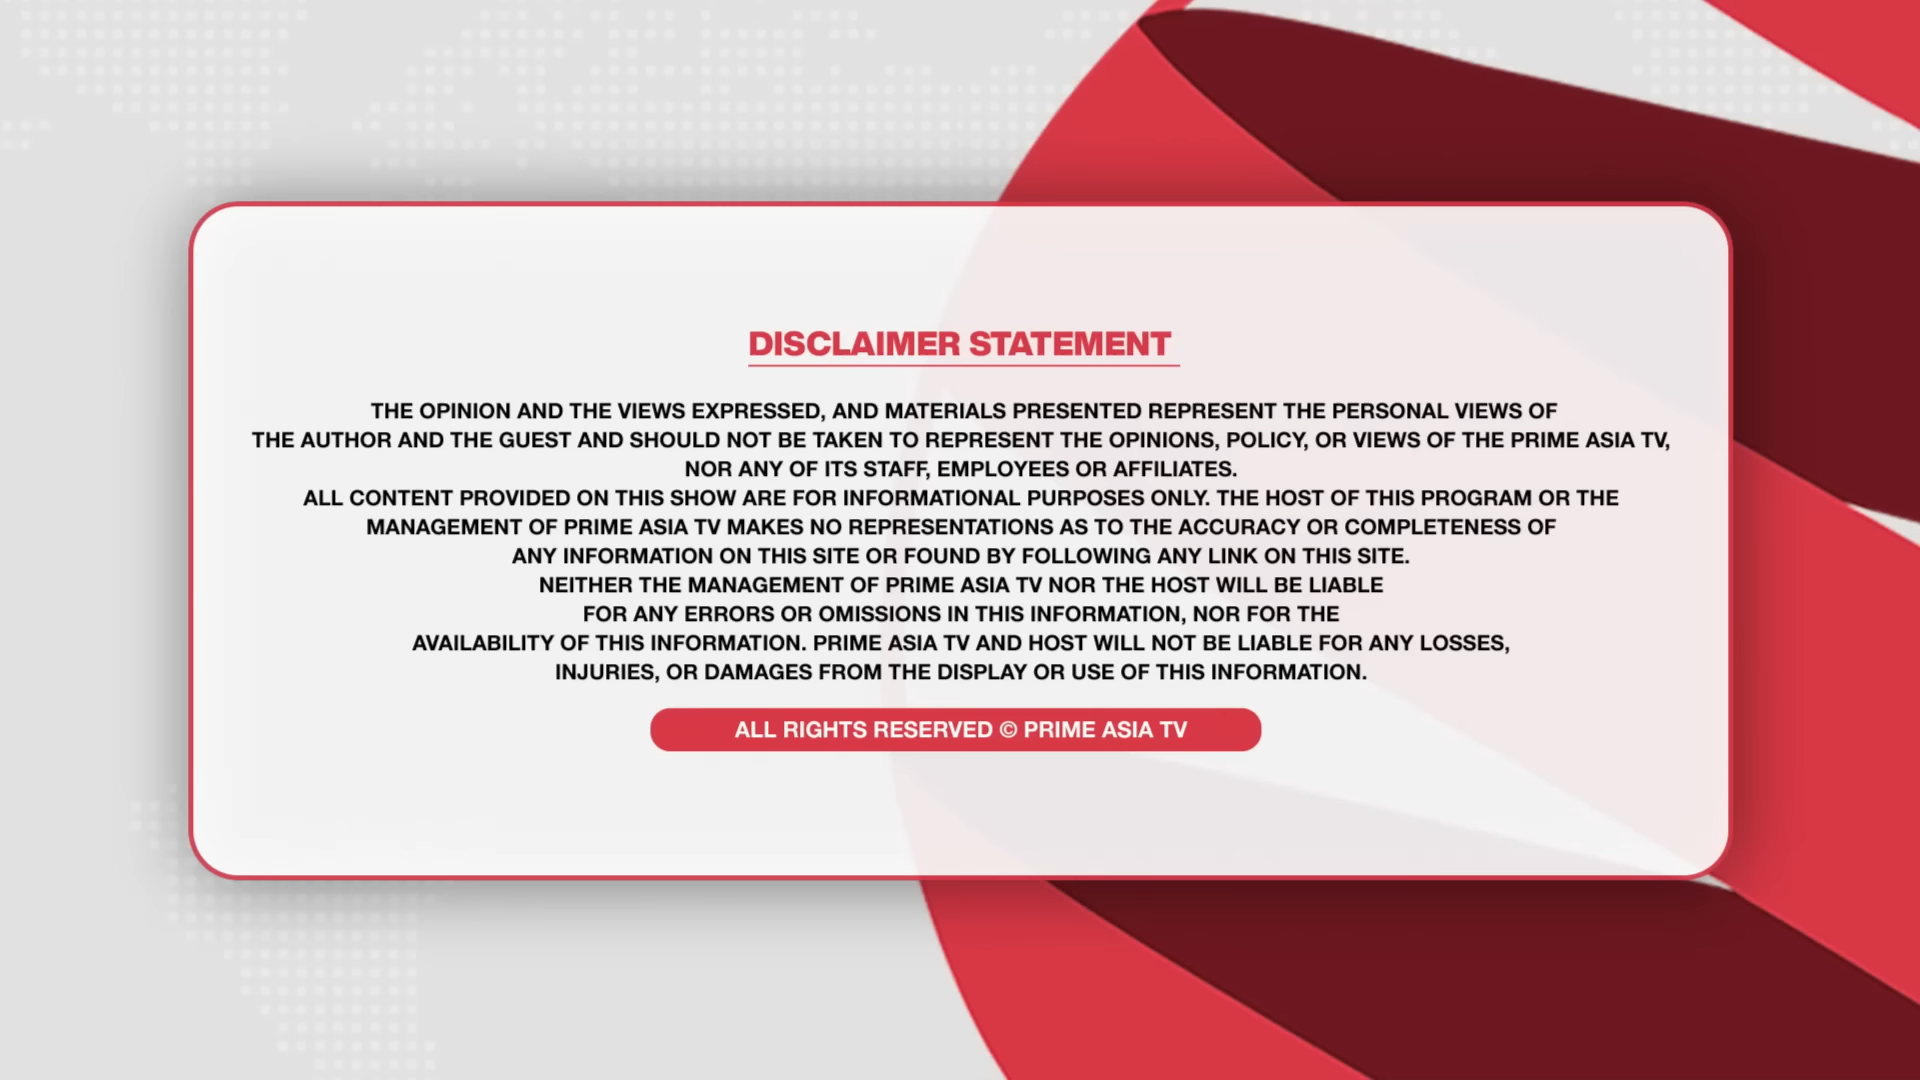 DISCLAIMER STATEMENT
THE OPINION AND THE VIEWS EXPRESSED, AND MATERIALS PRESENTED REPRESENT THE PERSONAL VIEWS OF
THE AUTHOR AND THE GUEST AND SHOULD NOT BE TAKEN TO REPRESENT THE OPINIONS, POLICY, OR VIEWS OF THE PRIME ASIA TV,
NOR ANY OF ITS STAFF, EMPLOYEES OR AFFILIATES.
ALL CONTENT PROVIDED ON THIS SHOW ARE FOR INFORMATIONAL PURPOSES ONLY. THE HOST OF THIS PROGRAM OR THE
MANAGEMENT OF PRIME ASIA TV MAKES NO REPRESENTATIONS AS TO THE ACCURACY OR COMPLETENESS OF
ANY INFORMATION ON THIS SITE OR FOUND BY FOLLOWING ANY LINK ON THIS SITE.
NEITHER THE MANAGEMENT OF PRIME ASIA TV NOR THE HOST WILL BE LIABLE
FOR ANY ERRORS OR OMISSIONS IN THIS INFORMATION, NOR FOR THE
AVAILABILITY OF THIS INFORMATION. PRIME ASIA TV AND HOST WILL NOT BE LIABLE FOR ANY LOSSES,
INJURIES, OR DAMAGES FROM THE DISPLAY OR USE OF THIS INFORMATION.
ALL RIGHTS RESERVED © PRIME ASIA TV